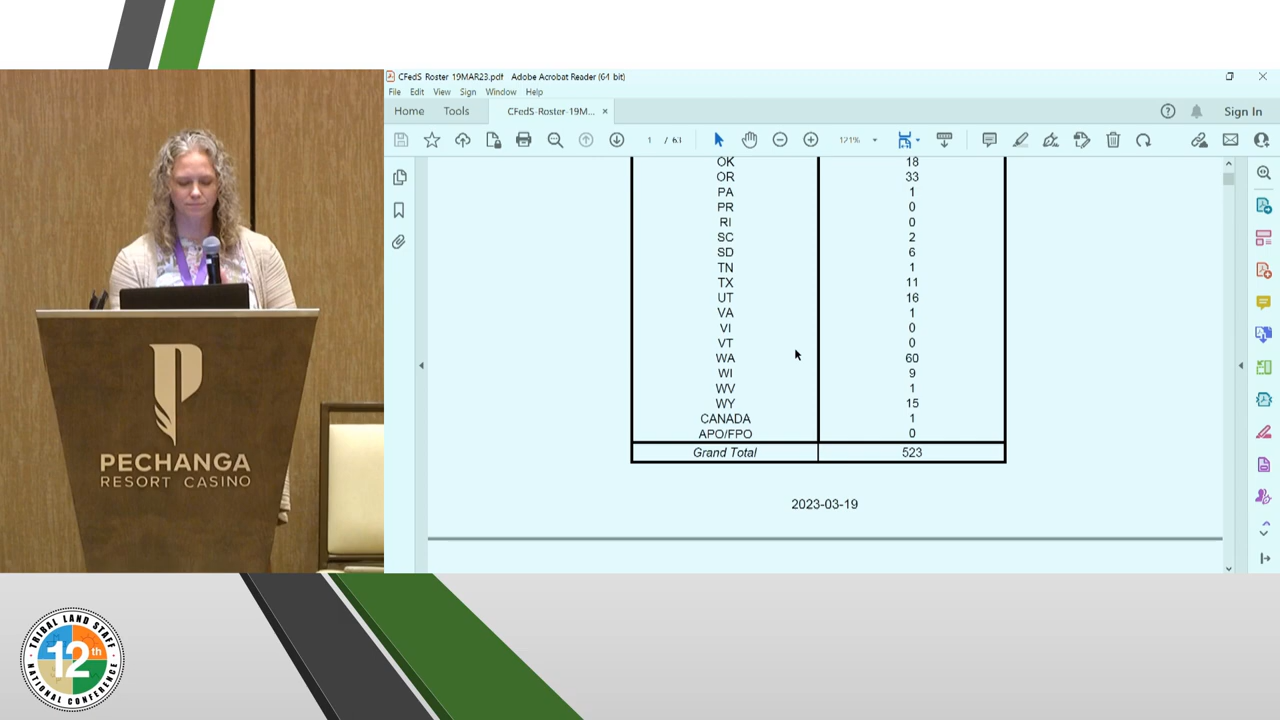 CFedS Roster 19MAR23.pdf Adobe Acrobat Reader (64 bit)
File Edit View Sign Window Help
Home Tools CFedS-Roster-19M... × Sign In
1 / 63 121%
OK 18
OR 33
PA 1
PR 0
RI 0
SC 2
SD 6
TN 1
TX 11
UT 16
VA 1
VI 0
VT 0
WA 60
WI 9
WV 1
WY 15
CANADA 1
APO/FPO 0
Grand Total 523
2023-03-19
PECHANGA
RESORT CASINO
TRIBAL LAND STAFF
12th
NATIONAL CONFERENCE